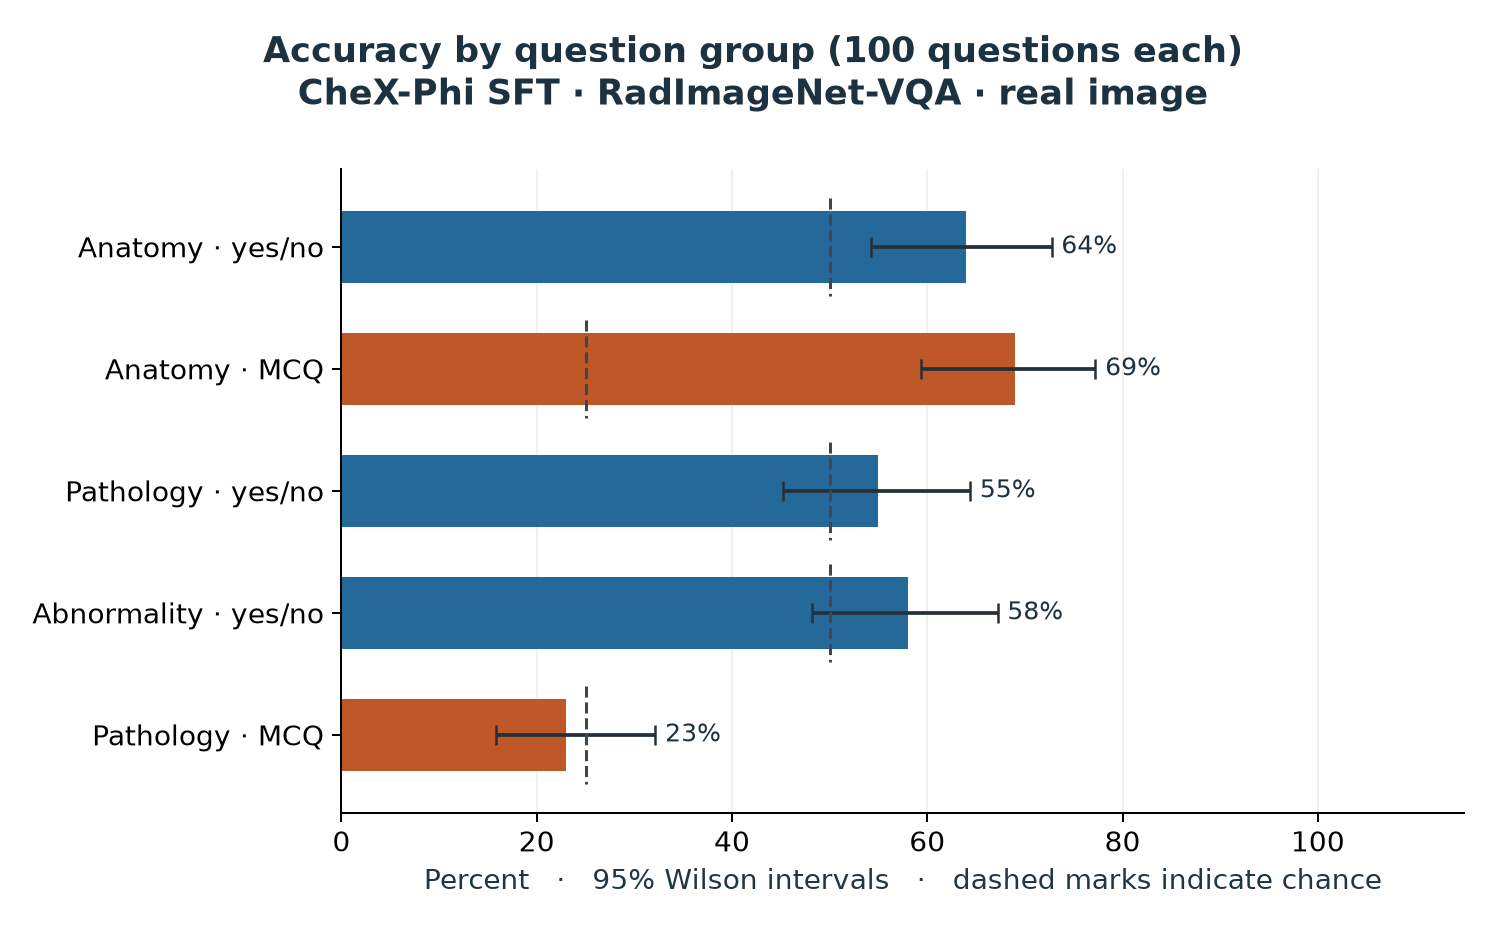 Accuracy by question group (100 questions each)
CheX-Phi SFT · RadImageNet-VQA · real image
Anatomy · yes/no
64%
Anatomy · MCQ
69%
Pathology · yes/no
55%
Abnormality · yes/no
58%
Pathology · MCQ
23%
0 20 40 60 80 100
Percent · 95% Wilson intervals · dashed marks indicate chance